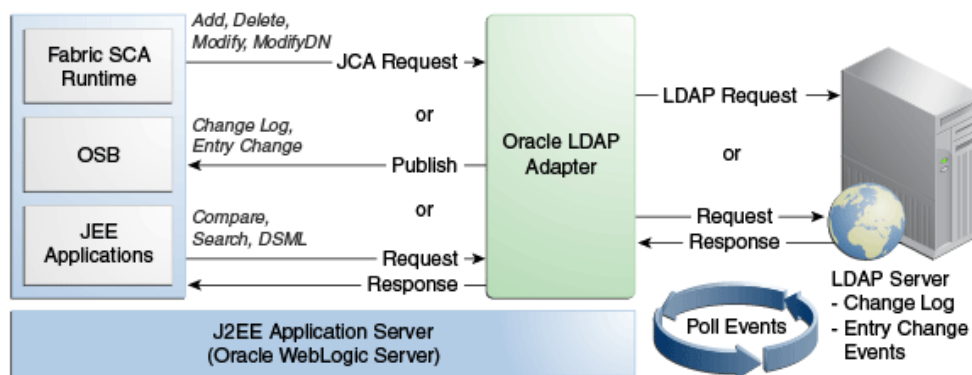 Fabric SCA
Runtime
OSB
JEE
Applications
Add, Delete,
Modify, ModifyDN
JCA Request
or
Change Log,
Entry Change
Publish
or
Compare,
Search, DSML
Request
Response
Oracle LDAP
Adapter
LDAP Request
or
Request
Response
LDAP Server
- Change Log
- Entry Change
Events
Poll Events
J2EE Application Server
(Oracle WebLogic Server)